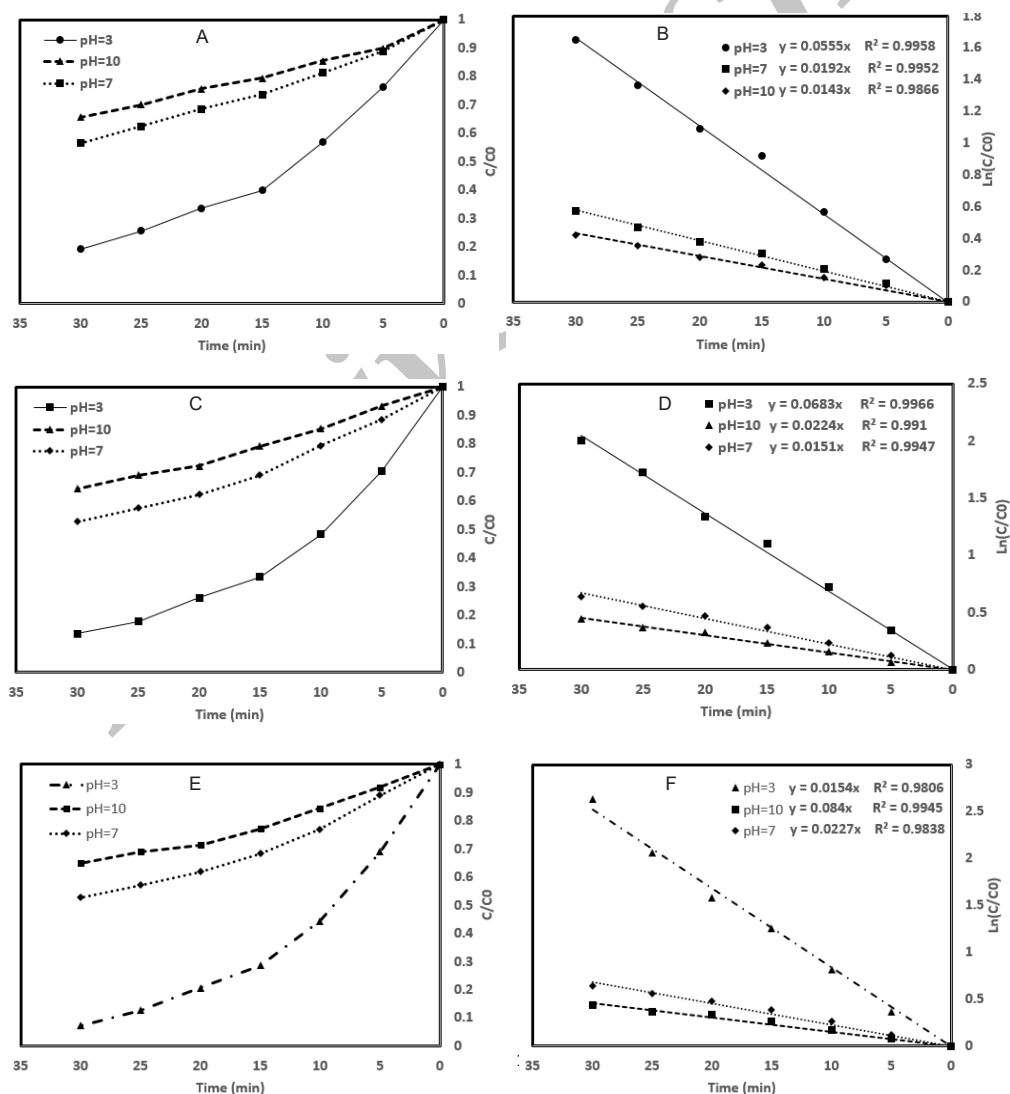 A
pH=3
pH=10
pH=7
1
0.9
0.8
0.7
0.6
0.5
0.4
0.3
0.2
0.1
0
C/C0
35 30 25 20 15 10 5 0
Time (min)
B
pH=3 y = 0.0555x R² = 0.9958
pH=7 y = 0.0192x R² = 0.9952
pH=10 y = 0.0143x R² = 0.9866
1.8
1.6
1.4
1.2
1
0.8
0.6
0.4
0.2
0
Ln(C/C0)
35 30 25 20 15 10 5 0
Time (min)
C
pH=3
pH=10
pH=7
1
0.9
0.8
0.7
0.6
0.5
0.4
0.3
0.2
0.1
0
C/C0
35 30 25 20 15 10 5 0
Time (min)
D
pH=3 y = 0.0683x R² = 0.9966
pH=10 y = 0.0224x R² = 0.991
pH=7 y = 0.0151x R² = 0.9947
2.5
2
1.5
1
0.5
0
Ln(C/C0)
35 30 25 20 15 10 5 0
Time (min)
E
pH=3
pH=10
pH=7
1
0.9
0.8
0.7
0.6
0.5
0.4
0.3
0.2
0.1
0
C/C0
35 30 25 20 15 10 5 0
Time (min)
F
pH=3 y = 0.0154x R² = 0.9806
pH=10 y = 0.084x R² = 0.9945
pH=7 y = 0.0227x R² = 0.9838
3
2.5
2
1.5
1
0.5
0
Ln(C/C0)
35 30 25 20 15 10 5 0
Time (min)